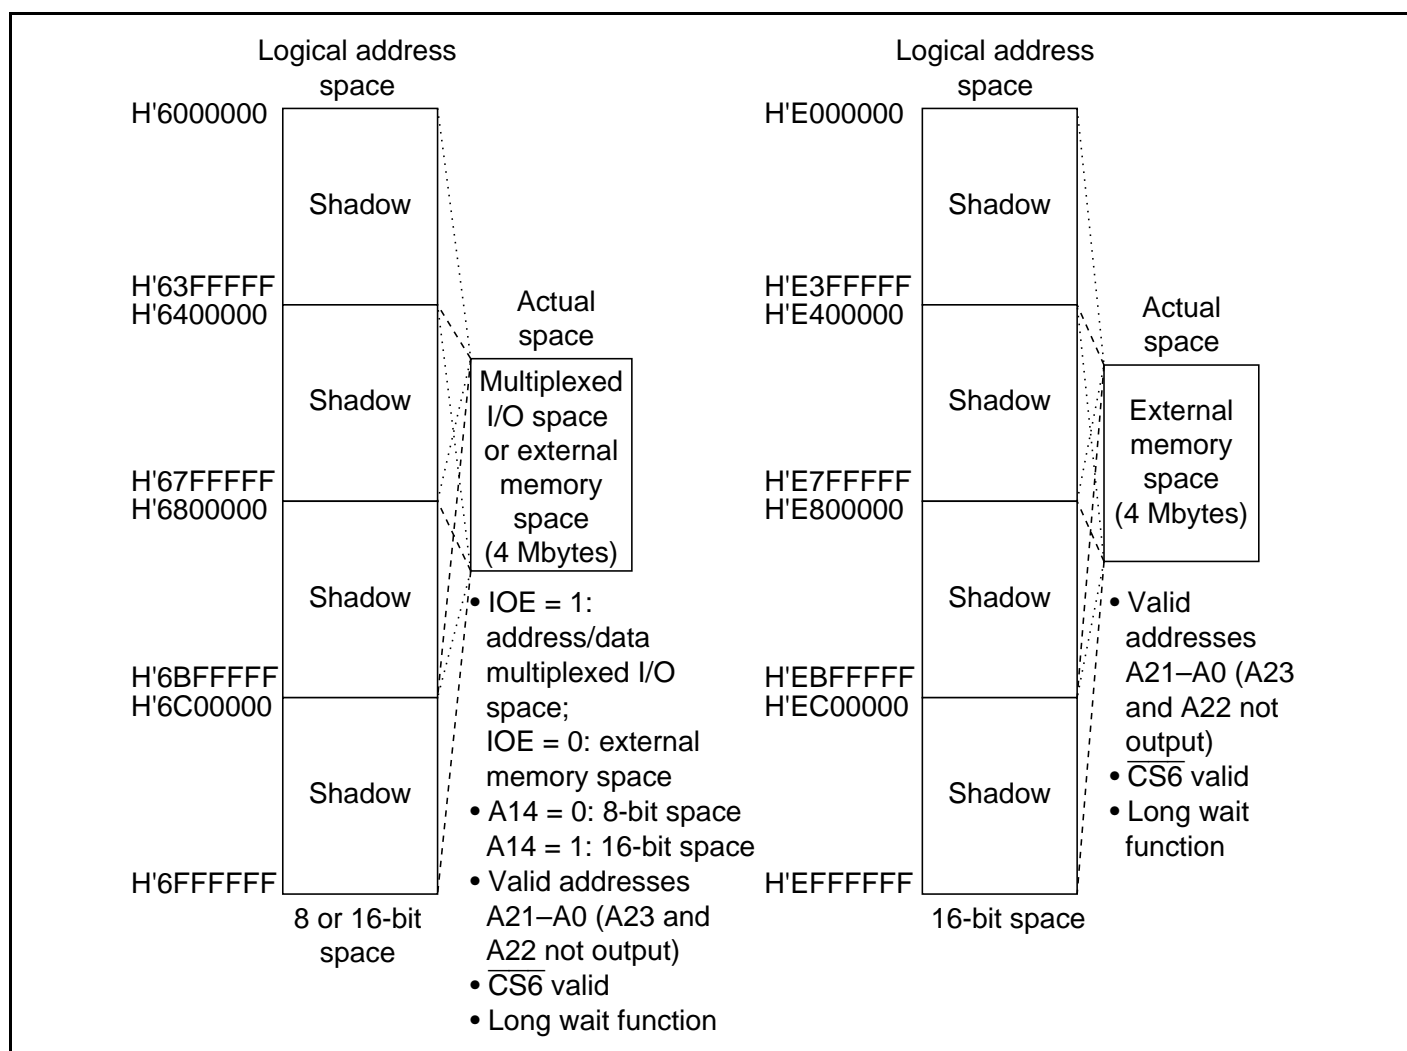 Logical address
space
H'6000000
Shadow
H'63FFFFF
H'6400000
Shadow
H'67FFFFF
H'6800000
Shadow
H'6BFFFFF
H'6C00000
Shadow
H'6FFFFFF
8 or 16-bit
space
Actual
space
Multiplexed
I/O space
or external
memory
space
(4 Mbytes)
• IOE = 1:
address/data
multiplexed I/O
space;
IOE = 0: external
memory space
• A14 = 0: 8-bit space
A14 = 1: 16-bit space
• Valid addresses
A21–A0 (A23 and
A22 not output)
• C̅S̅6̅ valid
• Long wait function
Logical address
space
H'E000000
Shadow
H'E3FFFFF
H'E400000
Shadow
H'E7FFFFF
H'E800000
Shadow
H'EBFFFFF
H'EC00000
Shadow
H'EFFFFFF
16-bit space
Actual
space
External
memory
space
(4 Mbytes)
• Valid
addresses
A21–A0 (A23
and A22 not
output)
• C̅S̅6̅ valid
• Long wait
function